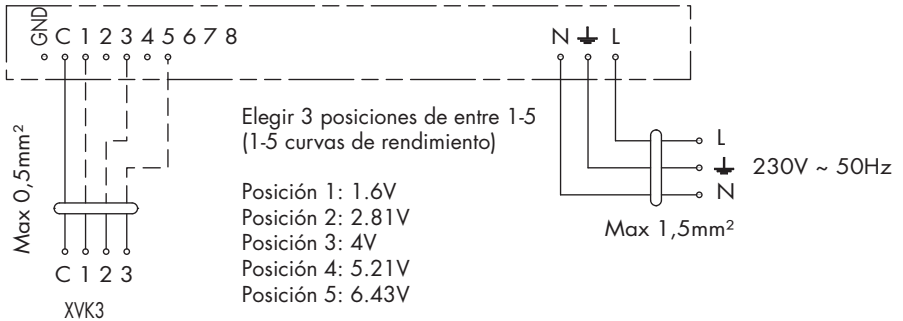 GND C 1 2 3 4 5 6 7 8
N L
Elegir 3 posiciones de entre 1-5
(1-5 curvas de rendimiento)
Posición 1: 1.6V
Posición 2: 2.81V
Posición 3: 4V
Posición 4: 5.21V
Posición 5: 6.43V
Max 0,5mm²
C 1 2 3
XVK3
L
230V ~ 50Hz
N
Max 1,5mm²